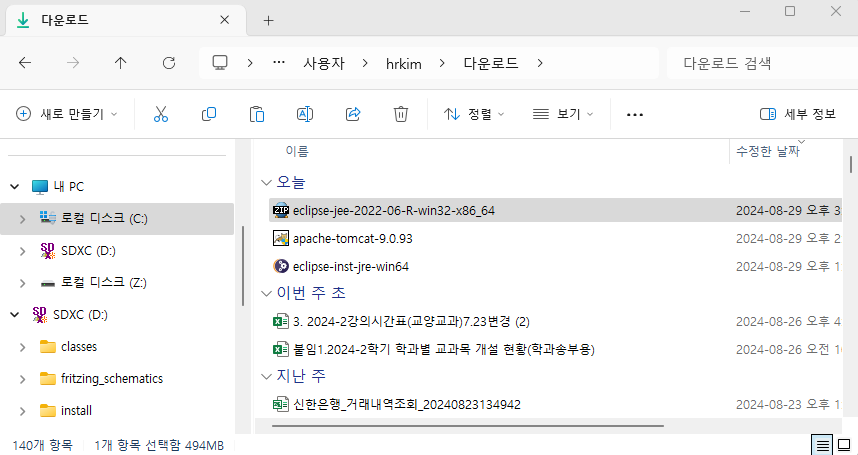 다운로드
사용자 hrkim 다운로드 다운로드 검색
새로 만들기 정렬 보기 세부 정보
이름 수정한 날짜
내 PC
로컬 디스크 (C:)
SDXC (D:)
로컬 디스크 (Z:)
SDXC (D:)
classes
fritzing_schematics
install
오늘
eclipse-jee-2022-06-R-win32-x86_64 2024-08-29 오후 3
apache-tomcat-9.0.93 2024-08-29 오후 2
eclipse-inst-jre-win64 2024-08-29 오후 1
이번 주 초
3. 2024-2강의시간표(교양교과)7.23변경 (2) 2024-08-26 오후 4
붙임1.2024-2학기 학과별 교과목 개설 현황(학과송부용) 2024-08-26 오전 1
지난 주
신한은행_거래내역조회_20240823134942 2024-08-23 오후 1
140개 항목 1개 항목 선택함 494MB